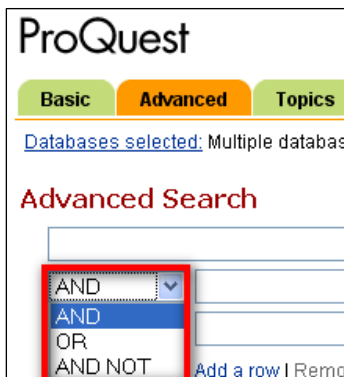 ProQuest
Basic Advanced Topics
Databases selected: Multiple databas
Advanced Search
AND
AND
OR
AND NOT
Add a row | Remo